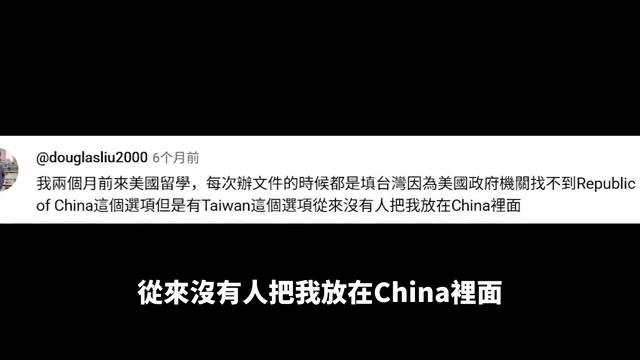 @douglasliu2000 6個月前
我兩個月前來美國留學，每次辦文件的時候都是填台灣因為美國政府機關找不到Republic
of China這個選項但是有Taiwan這個選項從來沒有人把我放在China裡面
從來沒有人把我放在China裡面